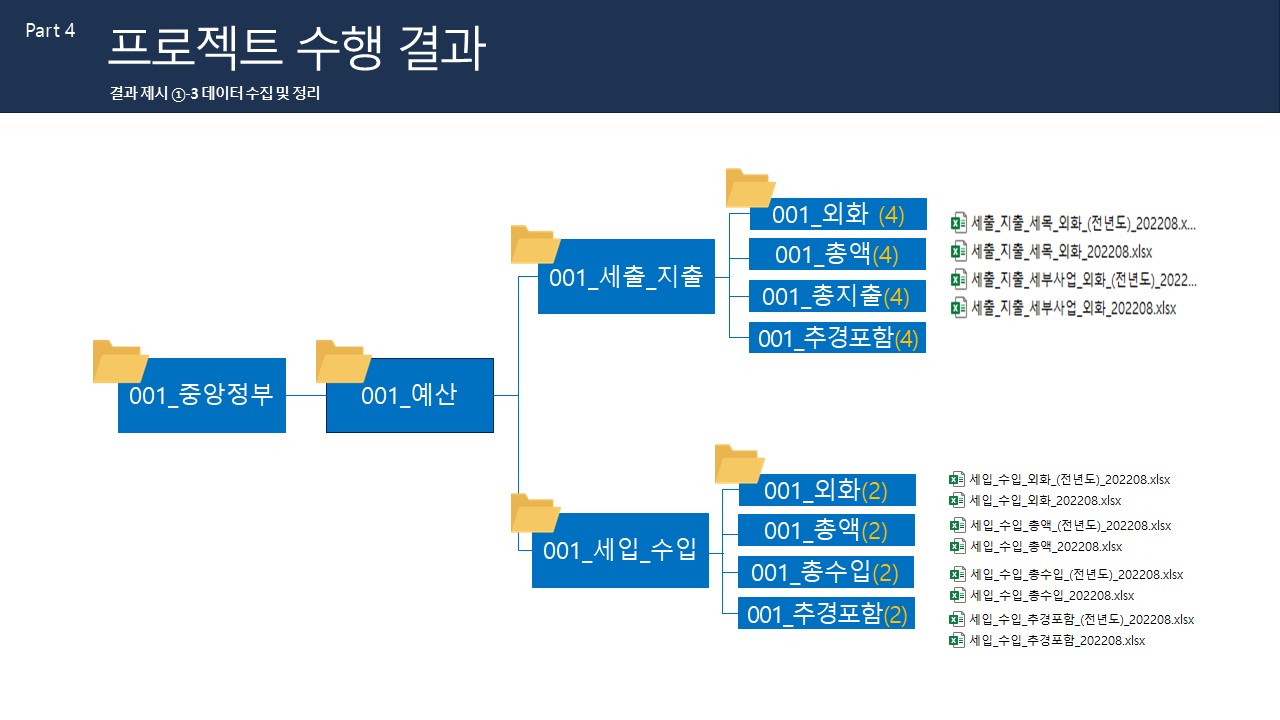 Part 4
프로젝트 수행 결과
결과 제시 ①-3 데이터 수집 및 정리
001_중앙정부
001_예산
001_세출_지출
001_외화 (4)
001_총액(4)
001_총지출(4)
001_추경포함(4)
세출_지출_세목_외화_(전년도)_202208.x...
세출_지출_세목_외화_202208.xlsx
세출_지출_세부사업_외화_(전년도)_2022...
세출_지출_세부사업_외화_202208.xlsx
001_세입_수입
001_외화(2)
001_총액(2)
001_총수입(2)
001_추경포함(2)
세입_수입_외화_(전년도)_202208.xlsx
세입_수입_외화_202208.xlsx
세입_수입_총액_(전년도)_202208.xlsx
세입_수입_총액_202208.xlsx
세입_수입_총수입_(전년도)_202208.xlsx
세입_수입_총수입_202208.xlsx
세입_수입_추경포함_(전년도)_202208.xlsx
세입_수입_추경포함_202208.xlsx